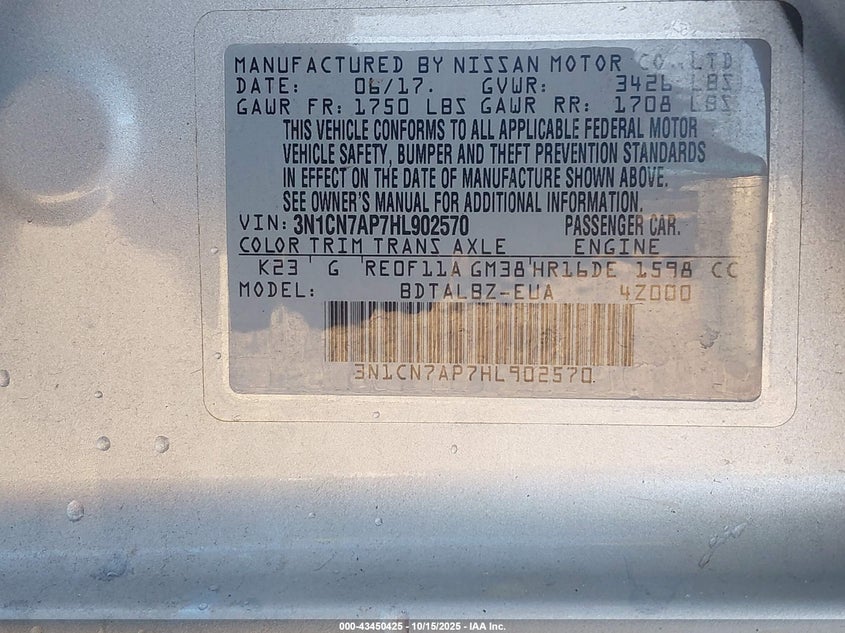 MANUFACTURED BY NISSAN MOTOR CO., LTD
DATE: 06/17. GVWR: 3426 LBS
GAWR FR: 1750 LBS GAWR RR: 1708 LBS
THIS VEHICLE CONFORMS TO ALL APPLICABLE FEDERAL MOTOR
VEHICLE SAFETY, BUMPER AND THEFT PREVENTION STANDARDS
IN EFFECT ON THE DATE OF MANUFACTURE SHOWN ABOVE.
SEE OWNER'S MANUAL FOR ADDITIONAL INFORMATION.
VIN: 3N1CN7AP7HL902570 PASSENGER CAR.
COLOR TRIM TRANS AXLE ENGINE
K23 G RE0F11A GM38 HR16DE 1598 CC
MODEL: BDTALBZ-EUA 4Z000
3N1CN7AP7HL902570
000-43450425 - 10/15/2025 - IAA Inc.